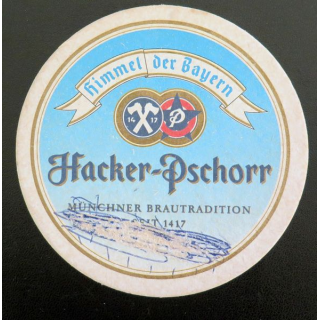 Himmel der Bayern
14 17
P
Hacker-Pschorr
MÜNCHNER BRAUTRADITION
SEIT 1417